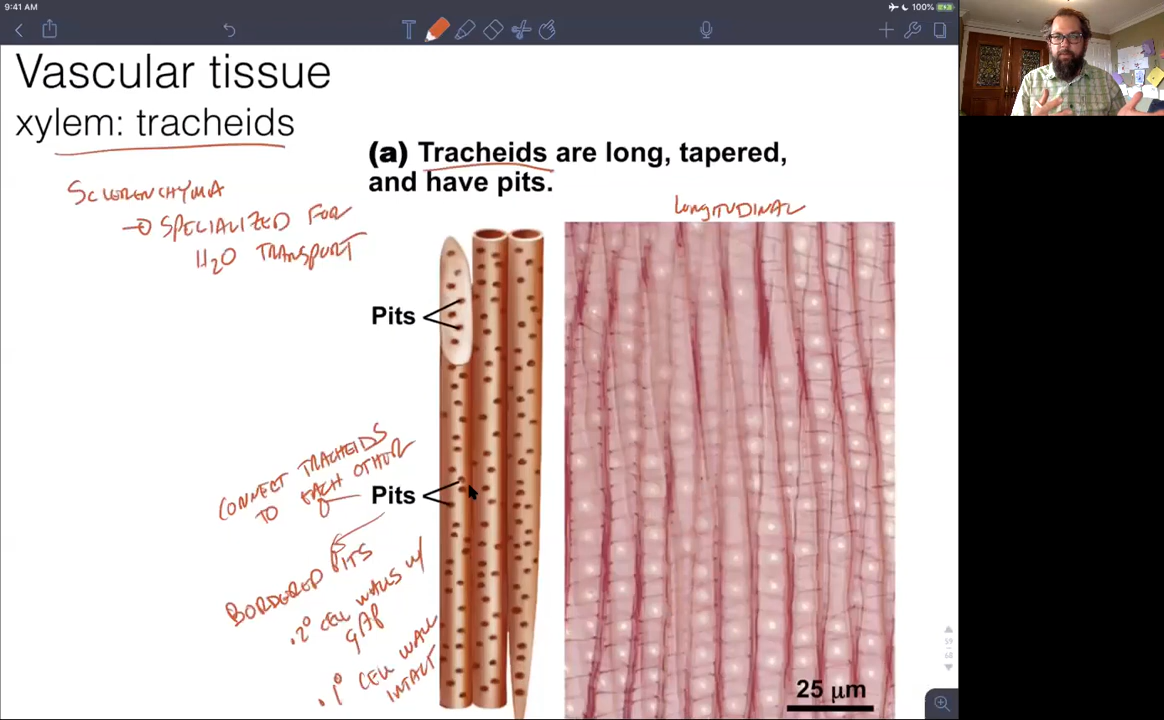 9:41 AM
100%
Vascular tissue
xylem: tracheids
(a) Tracheids are long, tapered,
and have pits.
SCLERENCHYMA
→ SPECIALIZED FOR
H2O TRANSPORT
LONGITUDINAL
Pits
CONNECT TRACHEIDS
TO EACH OTHER
Pits
BORDERED PITS
.2° CELL WALLS w/
GAP
.1° CELL WALL
INTACT
25 μm